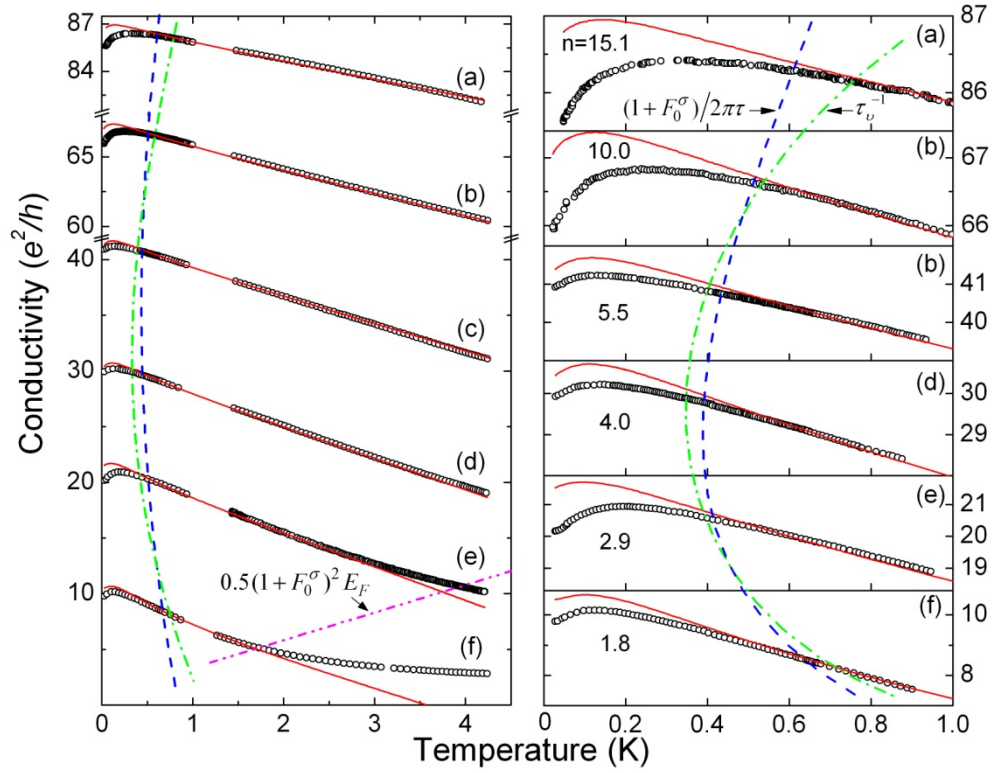 87
84
65
60
40
30
20
10
0
1
2
3
4
Conductivity (e²/h)
(a)
(b)
(c)
(d)
(e)
(f)
0.5(1+F₀^σ)² E_F
n=15.1
(a)
(1+F₀^σ)/2πτ
τ_υ⁻¹
10.0
(b)
5.5
(b)
4.0
(d)
2.9
(e)
1.8
(f)
87
86
67
66
41
40
30
29
21
20
19
10
8
0.0
0.2
0.4
0.6
0.8
1.0
Temperature (K)